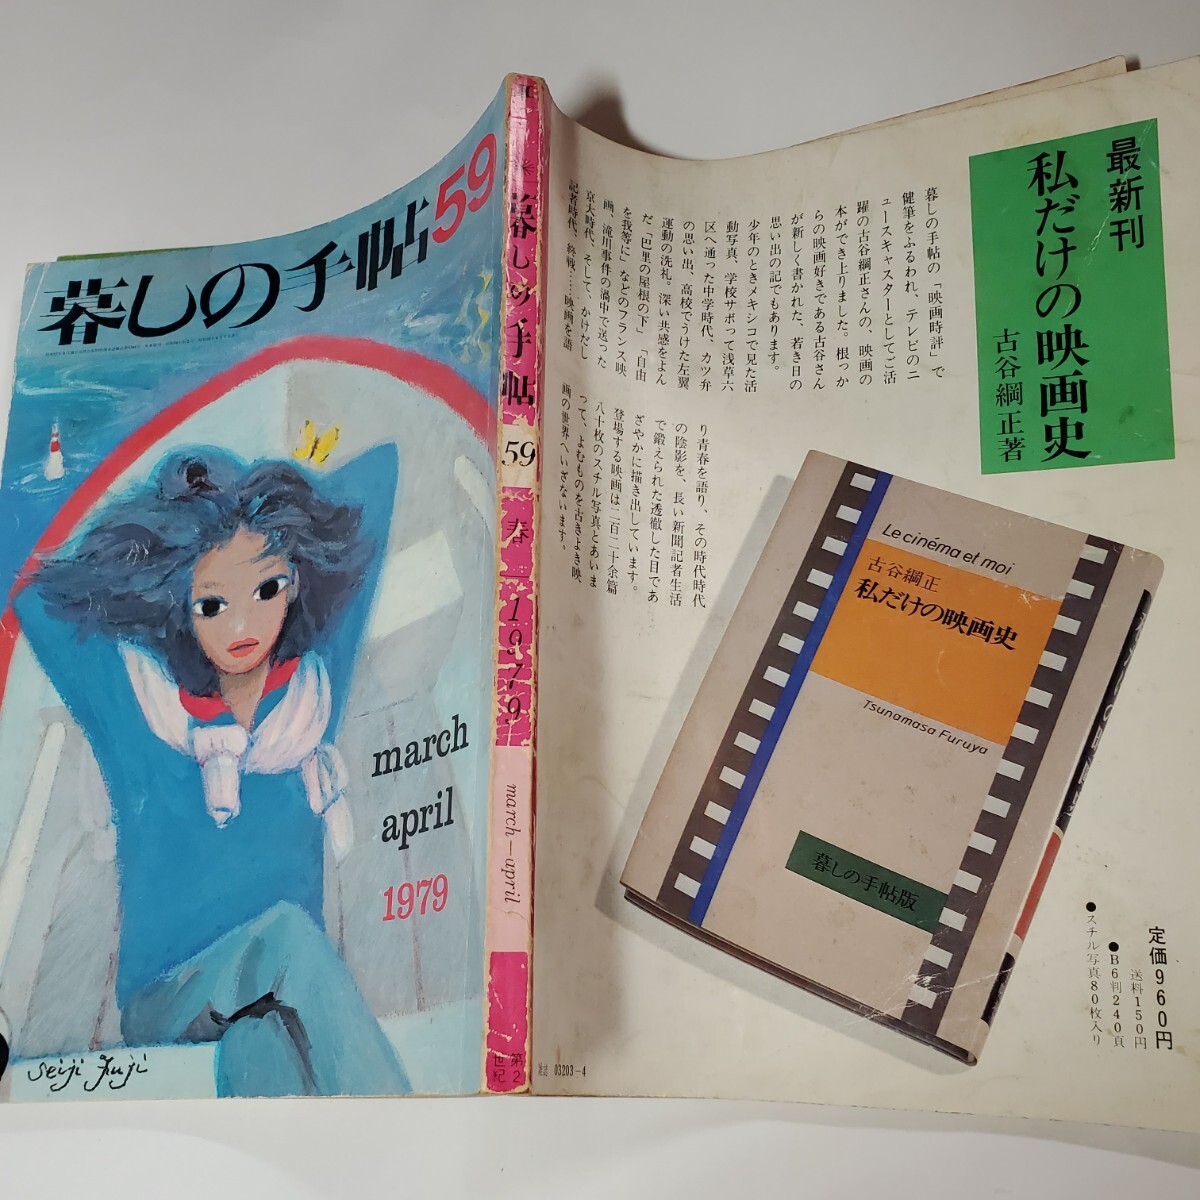 暮しの手帖59
march
april
1979
seiji fuji
暮しの手帖
59
春
1979
march—april
第2
世紀
最新刊
私だけの映画史
古谷綱正著
暮しの手帖の「映画時評」で
健筆をふるわれ、テレビのニ
ュースキャスターとしてご活
躍の古谷綱正さんの、映画の
本ができ上りました。根っか
らの映画好きである古谷さん
が新しく書かれた、若き日の
思い出の記でもあります。
少年のときメキシコで見た活
動写真、学校サボって浅草六
区へ通った中学時代、カツ弁
の思い出、高校でうけた左翼
運動の洗礼。深い共感をよん
だ「巴里の屋根の下」「自由
を我等に」などのフランス映
画、滝川事件の渦中で送った
京大時代、そして、かけだし
記者時代、終戦……映画を語
り青春を語り、その時代時代
の陰影を、長い新聞記者生活
で鍛えられた透徹した目であ
ざやかに描き出しています。
登場する映画は二百二十余篇
八十枚のスチル写真とあいま
って、よむものを古きよき映
画の世界へいざないます。
Le cinéma et moi
古谷綱正
私だけの映画史
Tsunamasa Furuya
暮しの手帖版
定価960円
送料150円
●B6判240頁
●スチル写真80枚入り
雑誌 03203-4